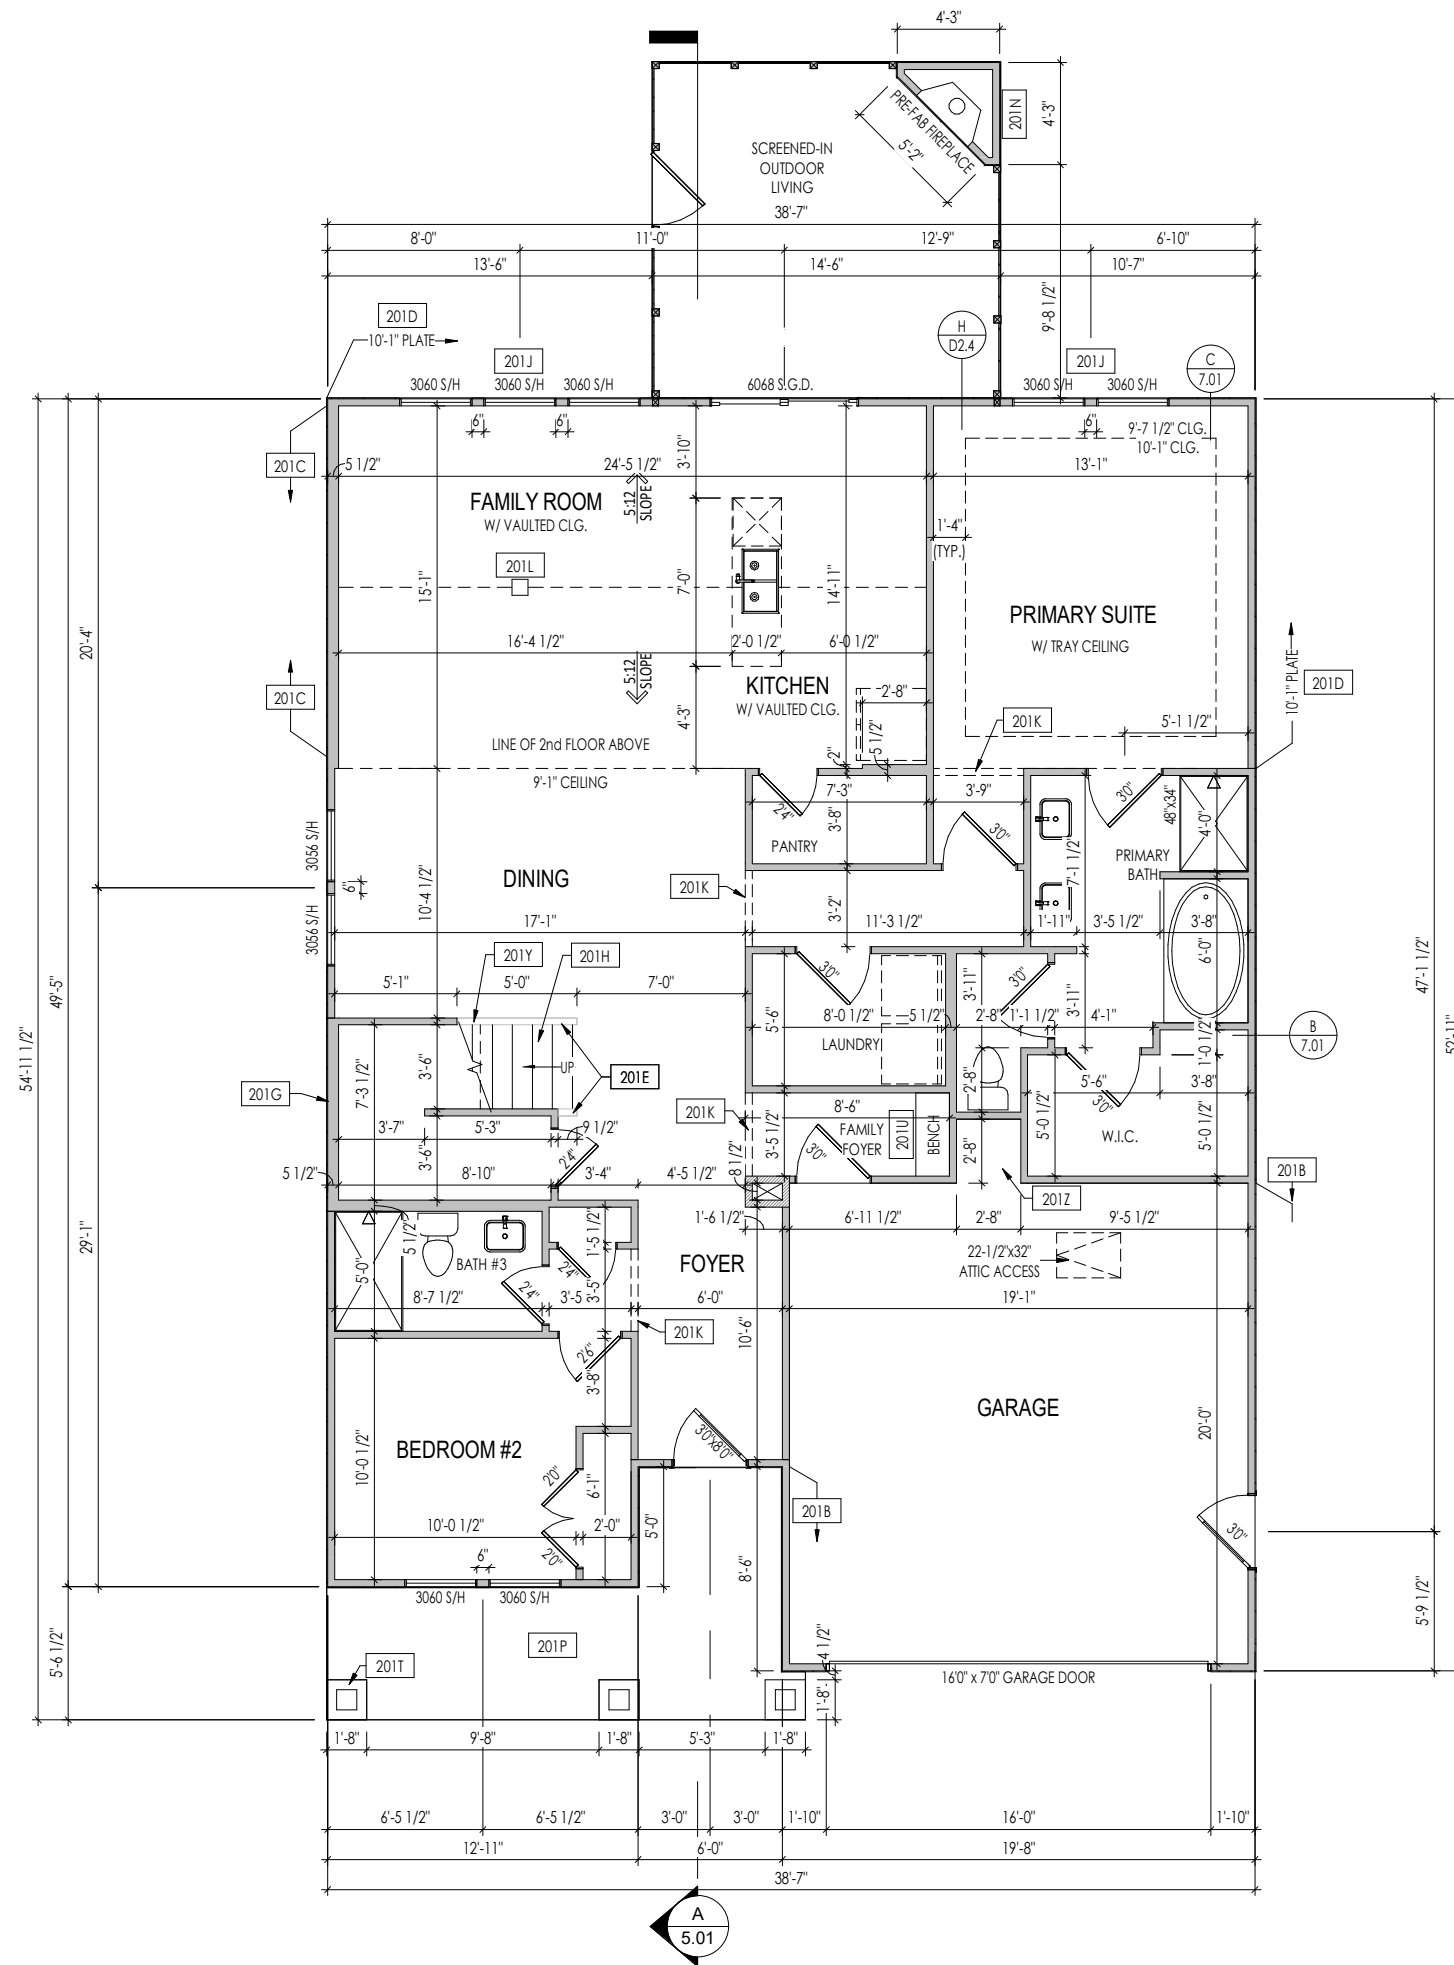 4'-3"
4'-3"
201N
PRE-FAB FIREPLACE
5'-2"
SCREENED-IN
OUTDOOR
LIVING
38'-7"
8'-0"
11'-0"
12'-9"
6'-10"
13'-6"
14'-6"
10'-7"
9'-8 1/2"
201D
10'-1" PLATE
201J
H
D2.4
201J
C
7.01
3060 S/H
3060 S/H
3060 S/H
6068 S.G.D.
3060 S/H
3060 S/H
6"
6"
3'-10"
6"
9'-7 1/2" CLG.
10'-1" CLG.
201C
5 1/2"
24'-5 1/2"
13'-1"
FAMILY ROOM
W/ VAULTED CLG.
5:12
SLOPE
1'-4"
(TYP.)
201L
15'-1"
7'-0"
14'-11"
PRIMARY SUITE
W/ TRAY CEILING
16'-4 1/2"
2'-0 1/2"
6'-0 1/2"
20'-4"
5:12
SLOPE
KITCHEN
W/ VAULTED CLG.
2'-8"
201C
10'-1" PLATE
201D
4'-3"
201K
5'-1 1/2"
LINE OF 2nd FLOOR ABOVE
2"
5 1/2"
9'-1" CEILING
7'-3"
3'-9"
2'4"
3'-8"
3'0"
3'0"
48"x34"
4'-0"
3056 S/H
PANTRY
PRIMARY
BATH
7'-1 1/2"
DINING
6"
201K
10'-4 1/2"
3'-2"
3056 S/H
17'-1"
11'-3 1/2"
1'-11"
3'-5 1/2"
3'-8"
6'-0"
201Y
201H
5'-1"
5'-0"
7'-0"
3'0"
3'-11"
3'0"
3'-11"
49'-5"
54'-11 1/2"
47'-1 1/2"
52'-11"
5'-6"
8'-0 1/2"
5 1/2"
2'-8"
1'-1 1/2"
4'-1"
LAUNDRY
1'-0 1/2"
B
7.01
7'-3 1/2"
3'-6"
UP
201E
201G
2'-8"
5'-6"
3'-8"
3'0"
201K
8'-6"
201U
FAMILY
FOYER
BENCH
3'-5 1/2"
5'-0 1/2"
W.I.C.
5'-0 1/2"
3'-7"
5'-3"
9 1/2"
3'-6"
2'4"
8 1/2"
3'0"
2'-8"
5 1/2"
8'-10"
3'-4"
4'-5 1/2"
201Z
201B
29'-1"
5 1/2"
1'-5 1/2"
1'-6 1/2"
6'-11 1/2"
2'-8"
9'-5 1/2"
5'-0"
BATH #3
2'4"
FOYER
22-1/2"x32"
ATTIC ACCESS
8'-7 1/2"
2'4"
3'-5
3'-5"
6'-0"
19'-1"
201K
10'-6"
2'6"
3'-8"
GARAGE
BEDROOM #2
10'-0 1/2"
3'0"x8'0"
20'-0"
2'0"
6'-1"
201B
10'-0 1/2"
2'-0"
5'-0"
3'0"
6"
2'0"
8'-6"
3060 S/H
3060 S/H
5'-9 1/2"
5'-6 1/2"
201P
201T
4 1/2"
16'0" x 7'0" GARAGE DOOR
1'-8"
1'-8"
9'-8"
1'-8"
5'-3"
1'-8"
6'-5 1/2"
6'-5 1/2"
3'-0"
3'-0"
1'-10"
16'-0"
1'-10"
12'-11"
6'-0"
19'-8"
38'-7"
A
5.01